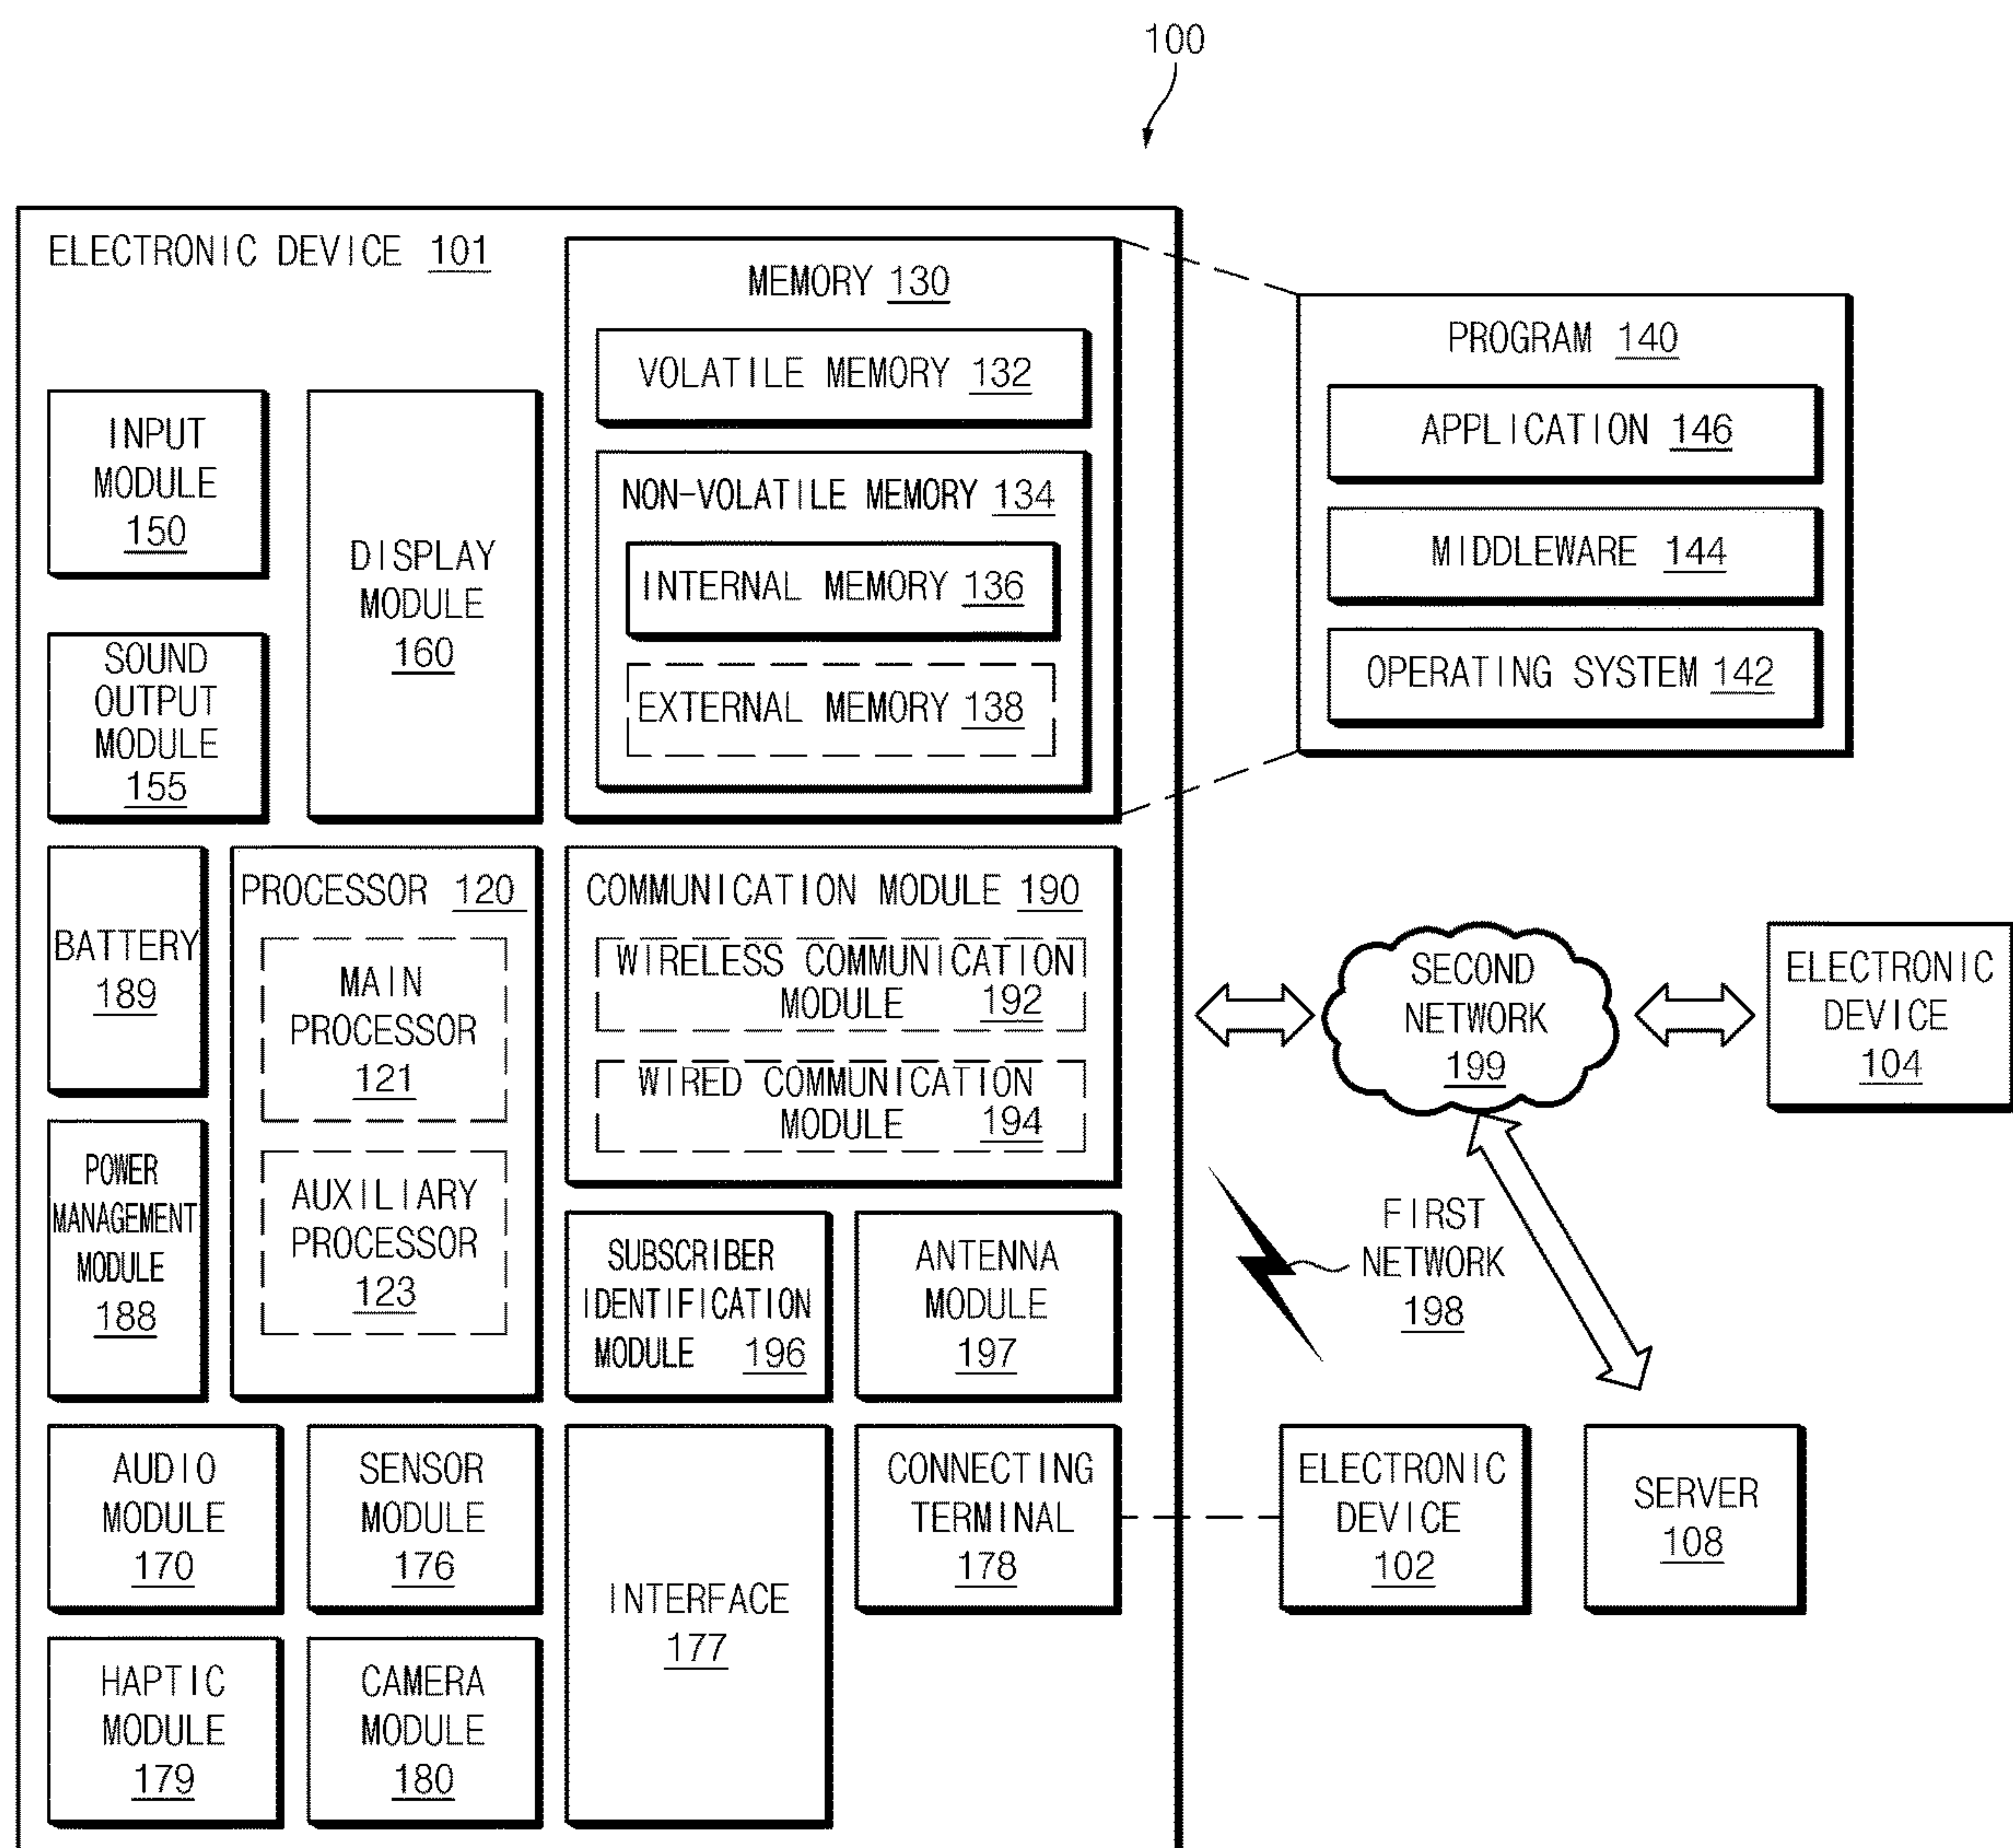 100
ELECTRONIC DEVICE 101
MEMORY 130
VOLATILE MEMORY 132
NON-VOLATILE MEMORY 134
INTERNAL MEMORY 136
EXTERNAL MEMORY 138
PROGRAM 140
APPLICATION 146
MIDDLEWARE 144
OPERATING SYSTEM 142
INPUT
MODULE
150
SOUND
OUTPUT
MODULE
155
DISPLAY
MODULE
160
BATTERY
189
POWER
MANAGEMENT
MODULE
188
PROCESSOR 120
MAIN
PROCESSOR
121
AUXILIARY
PROCESSOR
123
COMMUNICATION MODULE 190
WIRELESS COMMUNICATION
MODULE 192
WIRED COMMUNICATION
MODULE 194
SUBSCRIBER
IDENTIFICATION
MODULE 196
ANTENNA
MODULE
197
SECOND
NETWORK
199
ELECTRONIC
DEVICE
104
FIRST
NETWORK
198
AUDIO
MODULE
170
SENSOR
MODULE
176
INTERFACE
177
CONNECTING
TERMINAL
178
ELECTRONIC
DEVICE
102
SERVER
108
HAPTIC
MODULE
179
CAMERA
MODULE
180